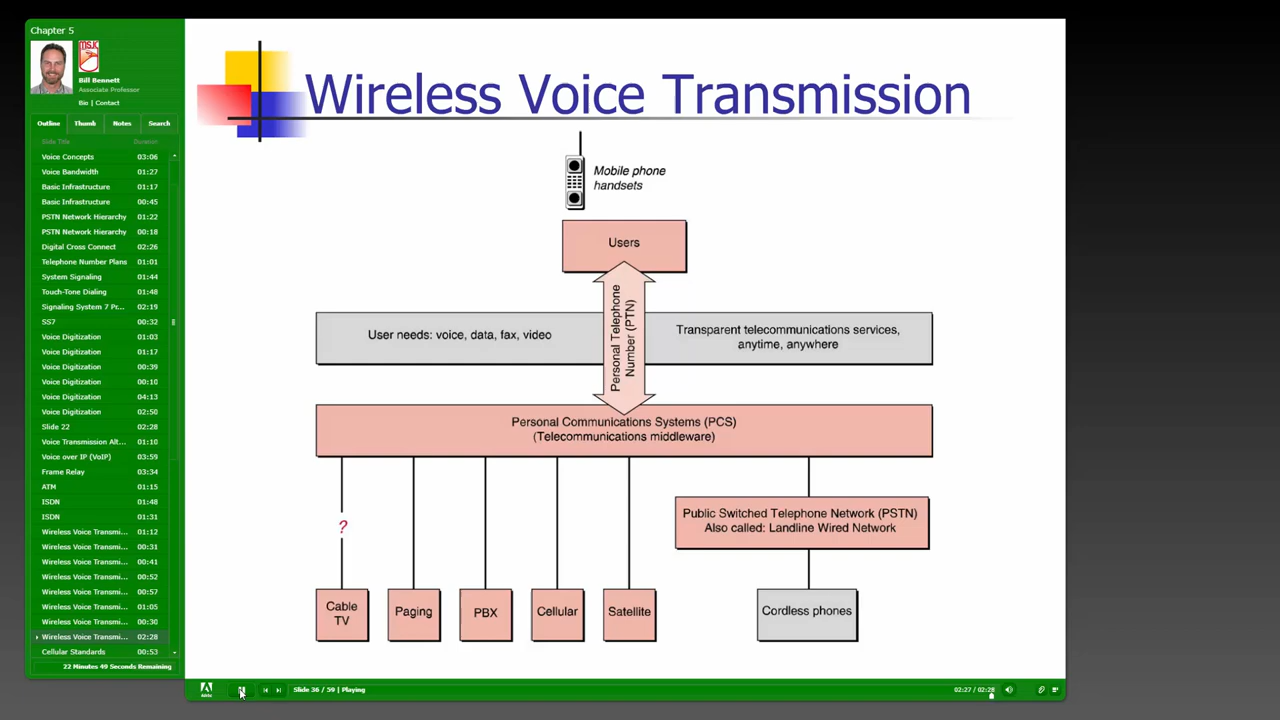 Chapter 5
MSJC
Bill Bennett
Associate Professor
Bio | Contact
Outline Thumb Notes Search
Slide Title Duration
Voice Concepts 03:06
Voice Bandwidth 01:27
Basic Infrastructure 01:17
Basic Infrastructure 00:45
PSTN Network Hierarchy 01:22
PSTN Network Hierarchy 00:18
Digital Cross Connect 02:26
Telephone Number Plans 01:01
System Signaling 01:44
Touch-Tone Dialing 01:48
Signaling System 7 Pr... 02:19
SS7 00:32
Voice Digitization 01:03
Voice Digitization 01:17
Voice Digitization 00:39
Voice Digitization 00:10
Voice Digitization 04:13
Voice Digitization 02:50
Slide 22 02:28
Voice Transmission Alt... 01:10
Voice over IP (VoIP) 03:59
Frame Relay 03:34
ATM 01:15
ISDN 01:48
ISDN 01:31
Wireless Voice Transmi... 01:12
Wireless Voice Transmi... 00:31
Wireless Voice Transmi... 00:41
Wireless Voice Transmi... 00:52
Wireless Voice Transmi... 00:57
Wireless Voice Transmi... 01:05
Wireless Voice Transmi... 00:30
Wireless Voice Transmi... 02:28
Cellular Standards 00:53
22 Minutes 49 Seconds Remaining
Wireless Voice Transmission
Mobile phone
handsets
Users
Personal Telephone
Number (PTN)
User needs: voice, data, fax, video
Transparent telecommunications services,
anytime, anywhere
Personal Communications Systems (PCS)
(Telecommunications middleware)
?
Public Switched Telephone Network (PSTN)
Also called: Landline Wired Network
Cable
TV
Paging
PBX
Cellular
Satellite
Cordless phones
Adobe
Slide 36 / 59 | Playing
02:27 / 02:28